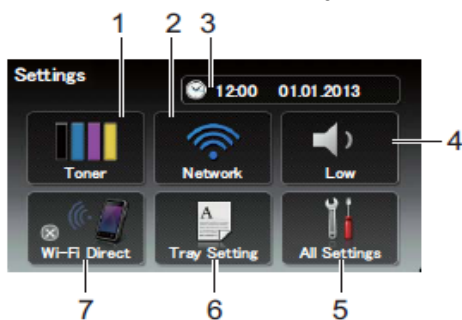 1 2 3
Settings
12:00 01.01.2013
Toner Network Low
4
A
Wi-Fi Direct Tray Setting All Settings
7 6 5